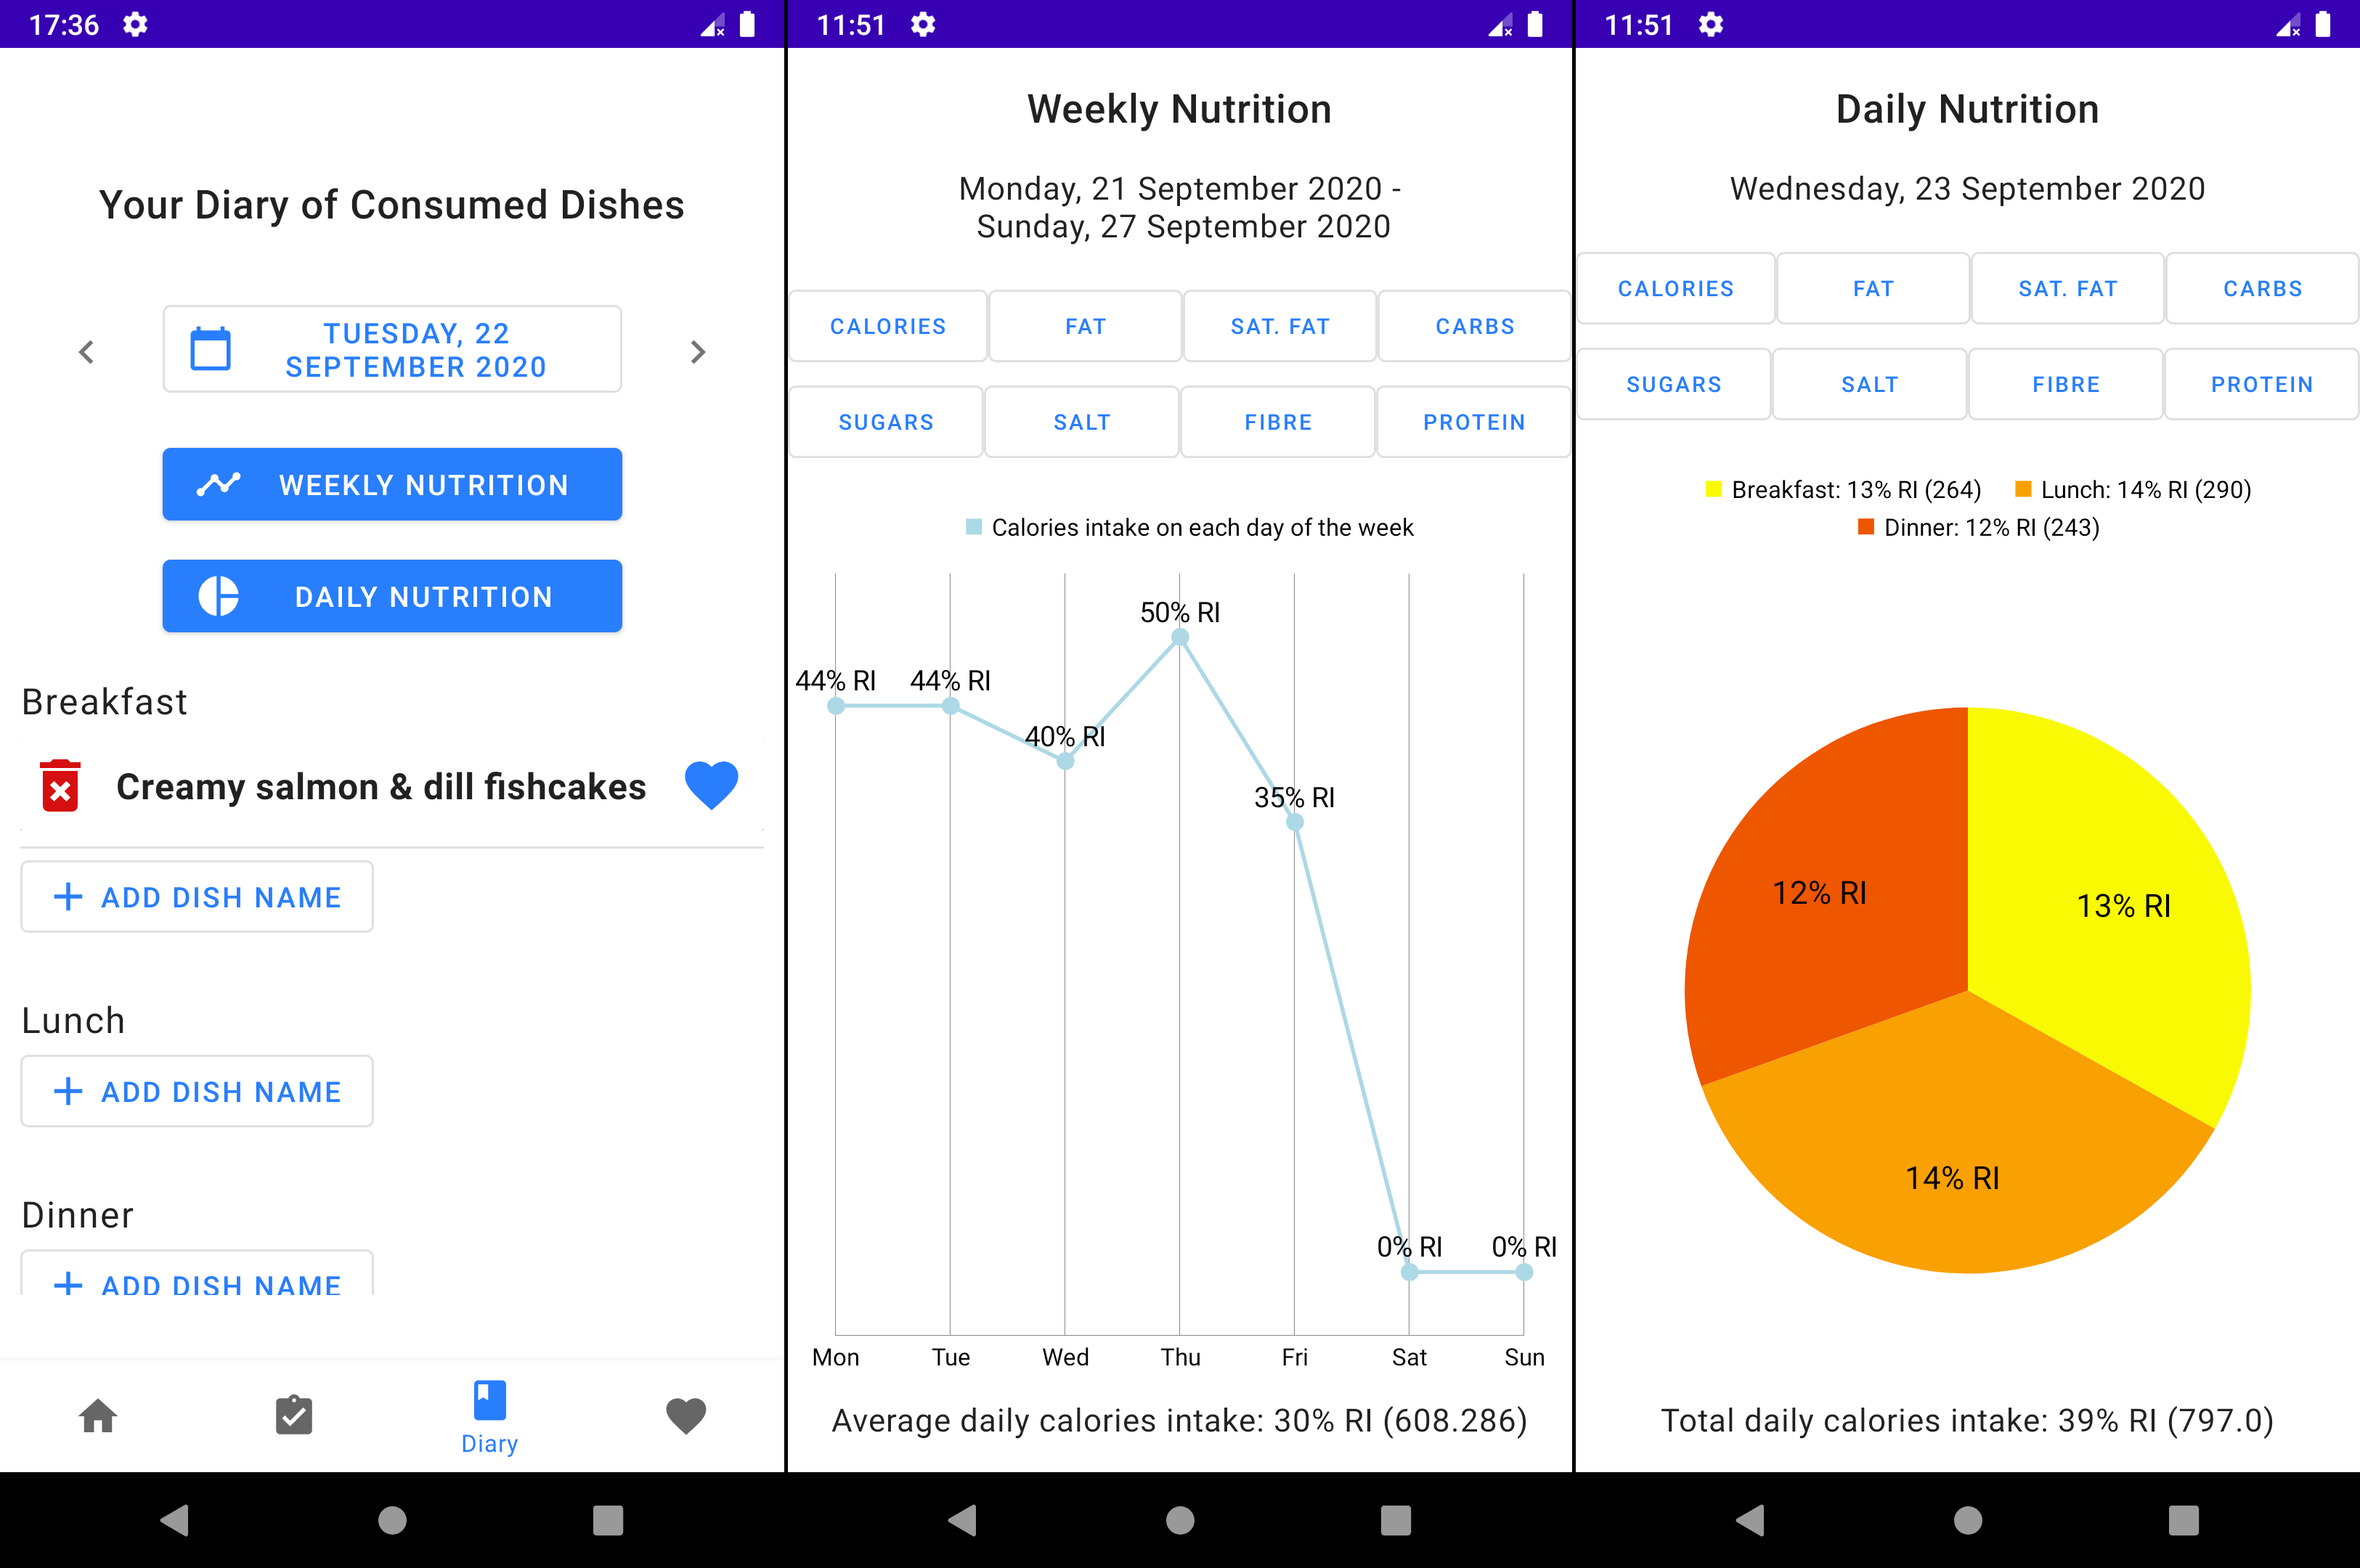 17:36
Your Diary of Consumed Dishes
TUESDAY, 22
SEPTEMBER 2020
WEEKLY NUTRITION
DAILY NUTRITION
Breakfast
Creamy salmon & dill fishcakes
ADD DISH NAME
Lunch
ADD DISH NAME
Dinner
ADD DISH NAME
Diary
11:51
Weekly Nutrition
Monday, 21 September 2020 -
Sunday, 27 September 2020
CALORIES FAT SAT. FAT CARBS
SUGARS SALT FIBRE PROTEIN
Calories intake on each day of the week
50% RI
44% RI 44% RI
40% RI
35% RI
0% RI 0% RI
Mon Tue Wed Thu Fri Sat Sun
Average daily calories intake: 30% RI (608.286)
11:51
Daily Nutrition
Wednesday, 23 September 2020
CALORIES FAT SAT. FAT CARBS
SUGARS SALT FIBRE PROTEIN
Breakfast: 13% RI (264) Lunch: 14% RI (290)
Dinner: 12% RI (243)
12% RI 13% RI
14% RI
Total daily calories intake: 39% RI (797.0)